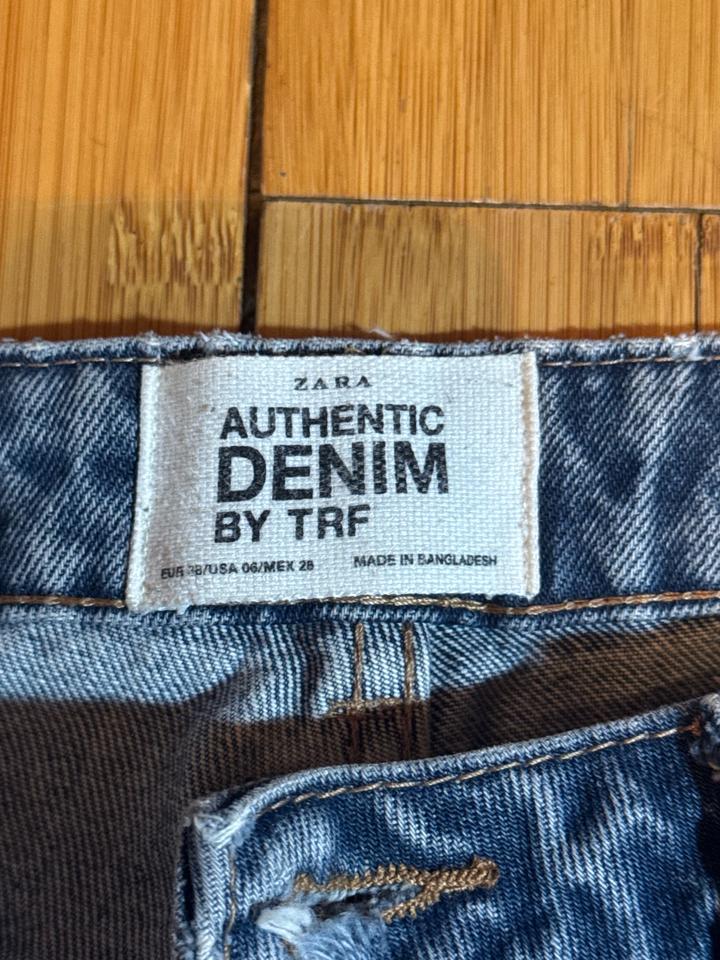 ZARA
AUTHENTIC
DENIM
BY TRF
EUR 38/USA 06/MEX 28 MADE IN BANGLADESH